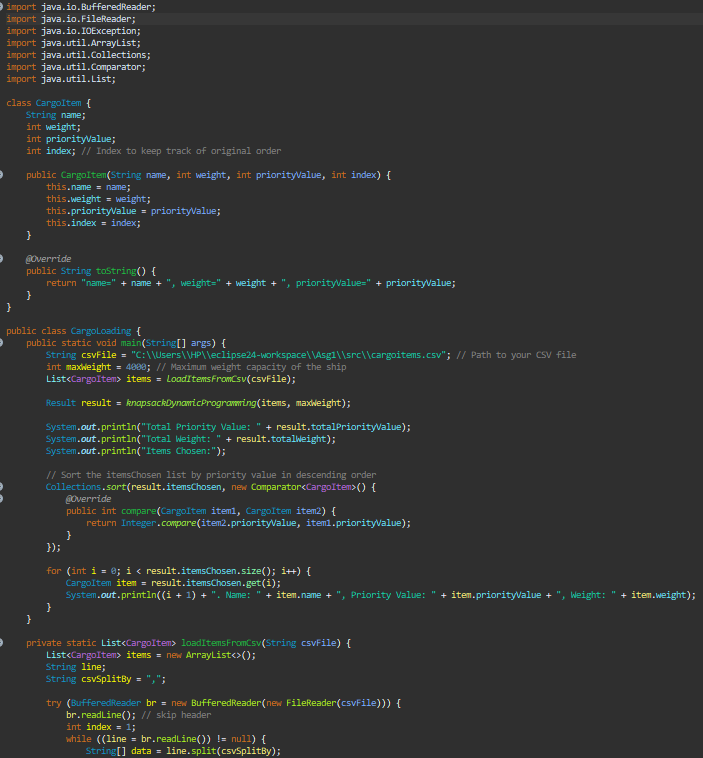 import java.io.BufferedReader;
import java.io.FileReader;
import java.io.IOException;
import java.util.ArrayList;
import java.util.Collections;
import java.util.Comparator;
import java.util.List;

class CargoItem {
    String name;
    int weight;
    int priorityValue;
    int index; // Index to keep track of original order

    public CargoItem(String name, int weight, int priorityValue, int index) {
        this.name = name;
        this.weight = weight;
        this.priorityValue = priorityValue;
        this.index = index;
    }

    @Override
    public String toString() {
        return "name=" + name + ", weight=" + weight + ", priorityValue=" + priorityValue;
    }
}

public class CargoLoading {
    public static void main(String[] args) {
        String csvFile = "C:\\Users\\HP\\eclipse24-workspace\\Asg1\\src\\cargoitems.csv"; // Path to your CSV file
        int maxWeight = 4000; // Maximum weight capacity of the ship
        List<CargoItem> items = loadItemsFromCsv(csvFile);

        Result result = knapsackDynamicProgramming(items, maxWeight);

        System.out.println("Total Priority Value: " + result.totalPriorityValue);
        System.out.println("Total Weight: " + result.totalWeight);
        System.out.println("Items Chosen:");

        // Sort the itemsChosen list by priority value in descending order
        Collections.sort(result.itemsChosen, new Comparator<CargoItem>() {
            @Override
            public int compare(CargoItem item1, CargoItem item2) {
                return Integer.compare(item2.priorityValue, item1.priorityValue);
            }
        });

        for (int i = 0; i < result.itemsChosen.size(); i++) {
            CargoItem item = result.itemsChosen.get(i);
            System.out.println((i + 1) + ". Name: " + item.name + ", Priority Value: " + item.priorityValue + ", Weight: " + item.weight);
        }
    }

    private static List<CargoItem> loadItemsFromCsv(String csvFile) {
        List<CargoItem> items = new ArrayList<>();
        String line;
        String csvSplitBy = ",";

        try (BufferedReader br = new BufferedReader(new FileReader(csvFile))) {
            br.readLine(); // skip header
            int index = 1;
            while ((line = br.readLine()) != null) {
                String[] data = line.split(csvSplitBy);